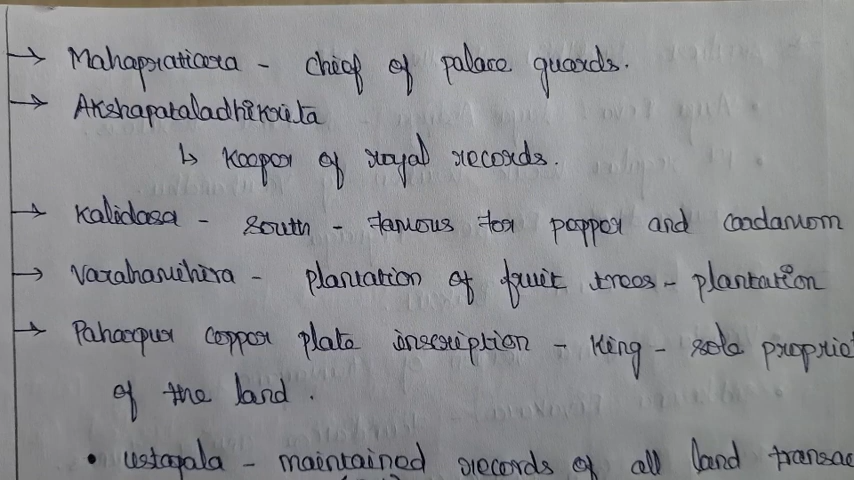 → Mahapraticara - chief of palace guards.
→ Akshapataladhikrita
↳ Keeper of royal records.
→ Kalidasa - south - famous for pepper and cardamom
→ Varahamihira - plantation of fruit trees - plantation
→ Paharpur copper plate inscription - King - sole propriet
of the land.
• ustapala - maintained records of all land transac